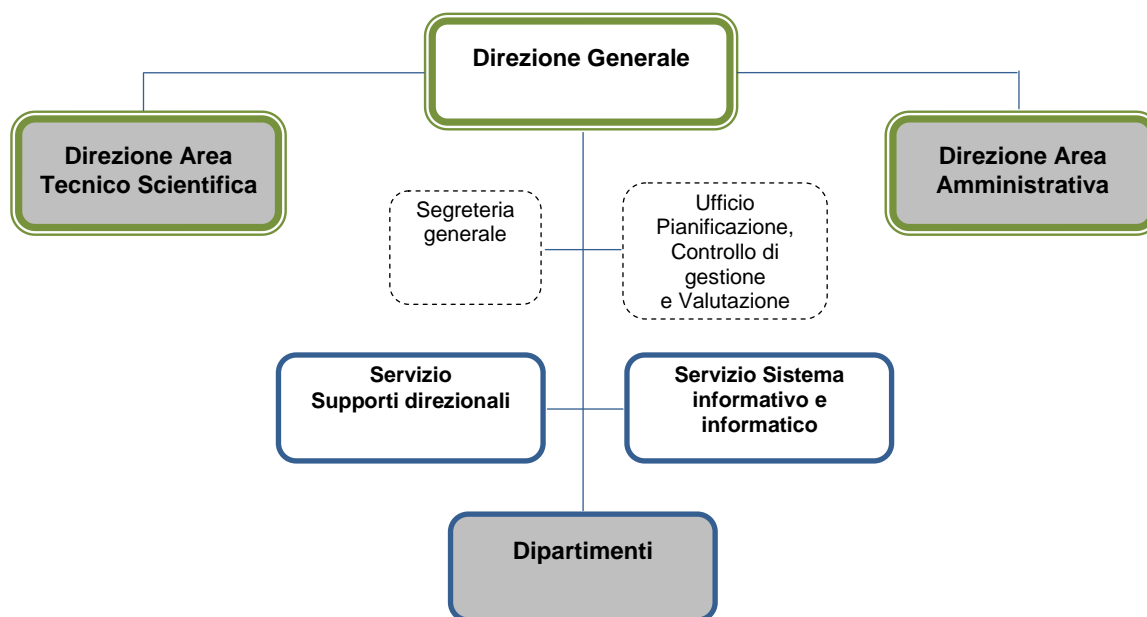 Direzione Generale
Direzione Area
Tecnico Scientifica
Direzione Area
Amministrativa
Segreteria
generale
Ufficio
Pianificazione,
Controllo di
gestione
e Valutazione
Servizio
Supporti direzionali
Servizio Sistema
informativo e
informatico
Dipartimenti